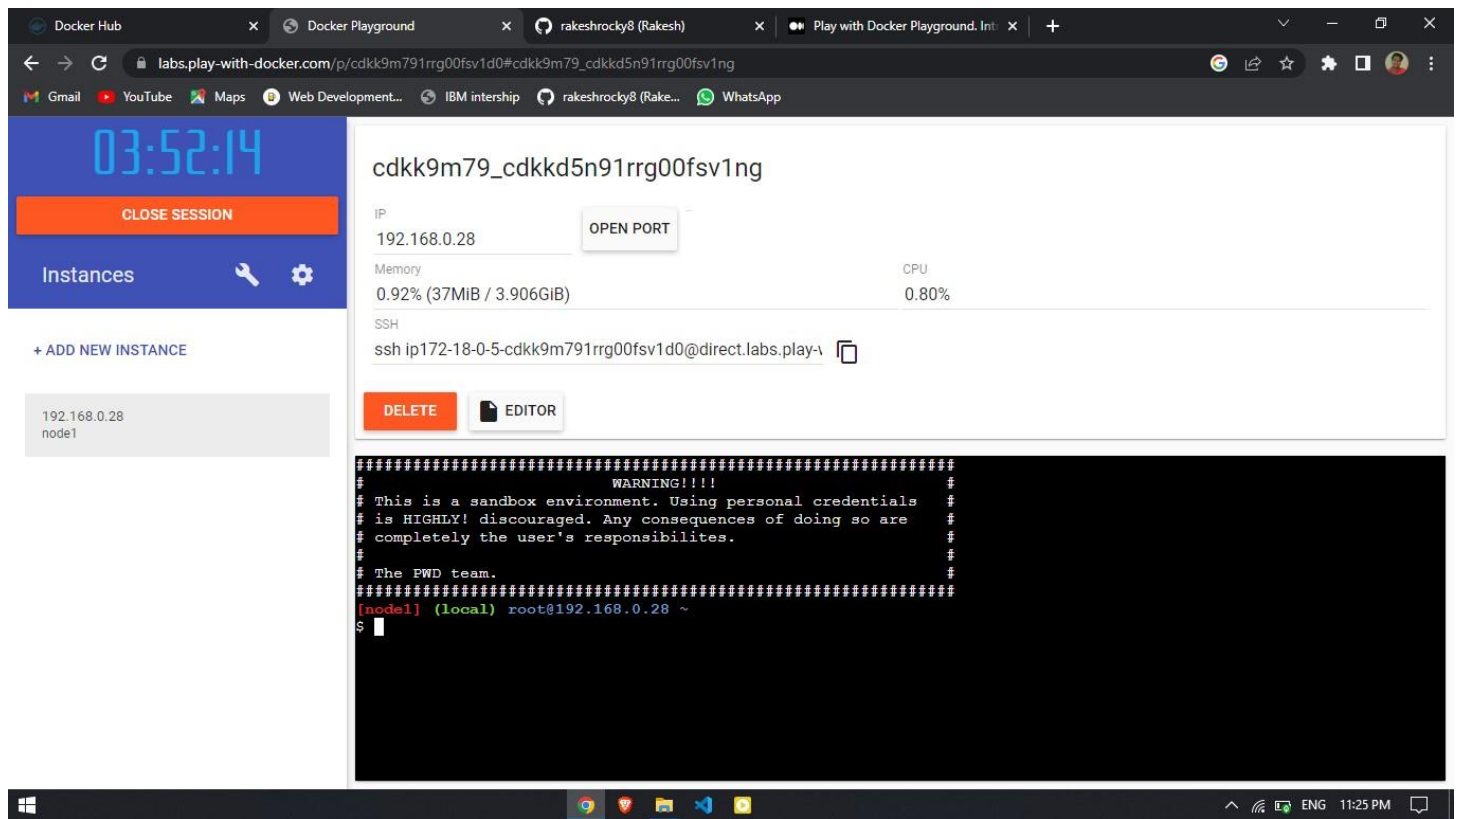 Docker Hub
Docker Playground
rakeshrocky8 (Rakesh)
Play with Docker Playground. Int
labs.play-with-docker.com/p/cdkk9m791rrg00fsv1d0#cdkk9m79_cdkkd5n91rrg00fsv1ng
Gmail YouTube Maps Web Development... IBM intership rakeshrocky8 (Rake... WhatsApp
03:52:14
CLOSE SESSION
Instances
+ ADD NEW INSTANCE
192.168.0.28
node1
cdkk9m79_cdkkd5n91rrg00fsv1ng
IP
192.168.0.28
OPEN PORT
Memory
0.92% (37MiB / 3.906GiB)
CPU
0.80%
SSH
ssh ip172-18-0-5-cdkk9m791rrg00fsv1d0@direct.labs.play-
DELETE
EDITOR
###############################################################
# WARNING!!!! #
# This is a sandbox environment. Using personal credentials #
# is HIGHLY! discouraged. Any consequences of doing so are #
# completely the user's responsibilites. #
# #
# The PWD team. #
###############################################################
[node1] (local) root@192.168.0.28 ~
$
ENG 11:25 PM